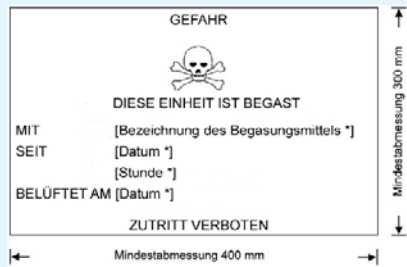 GEFAHR
DIESE EINHEIT IST BEGAST
MIT [Bezeichnung des Begasungsmittels *]
SEIT [Datum *]
[Stunde *]
BELÜFTET AM [Datum *]
ZUTRITT VERBOTEN
Mindestabmessung 400 mm
Mindestabmessung 300 mm